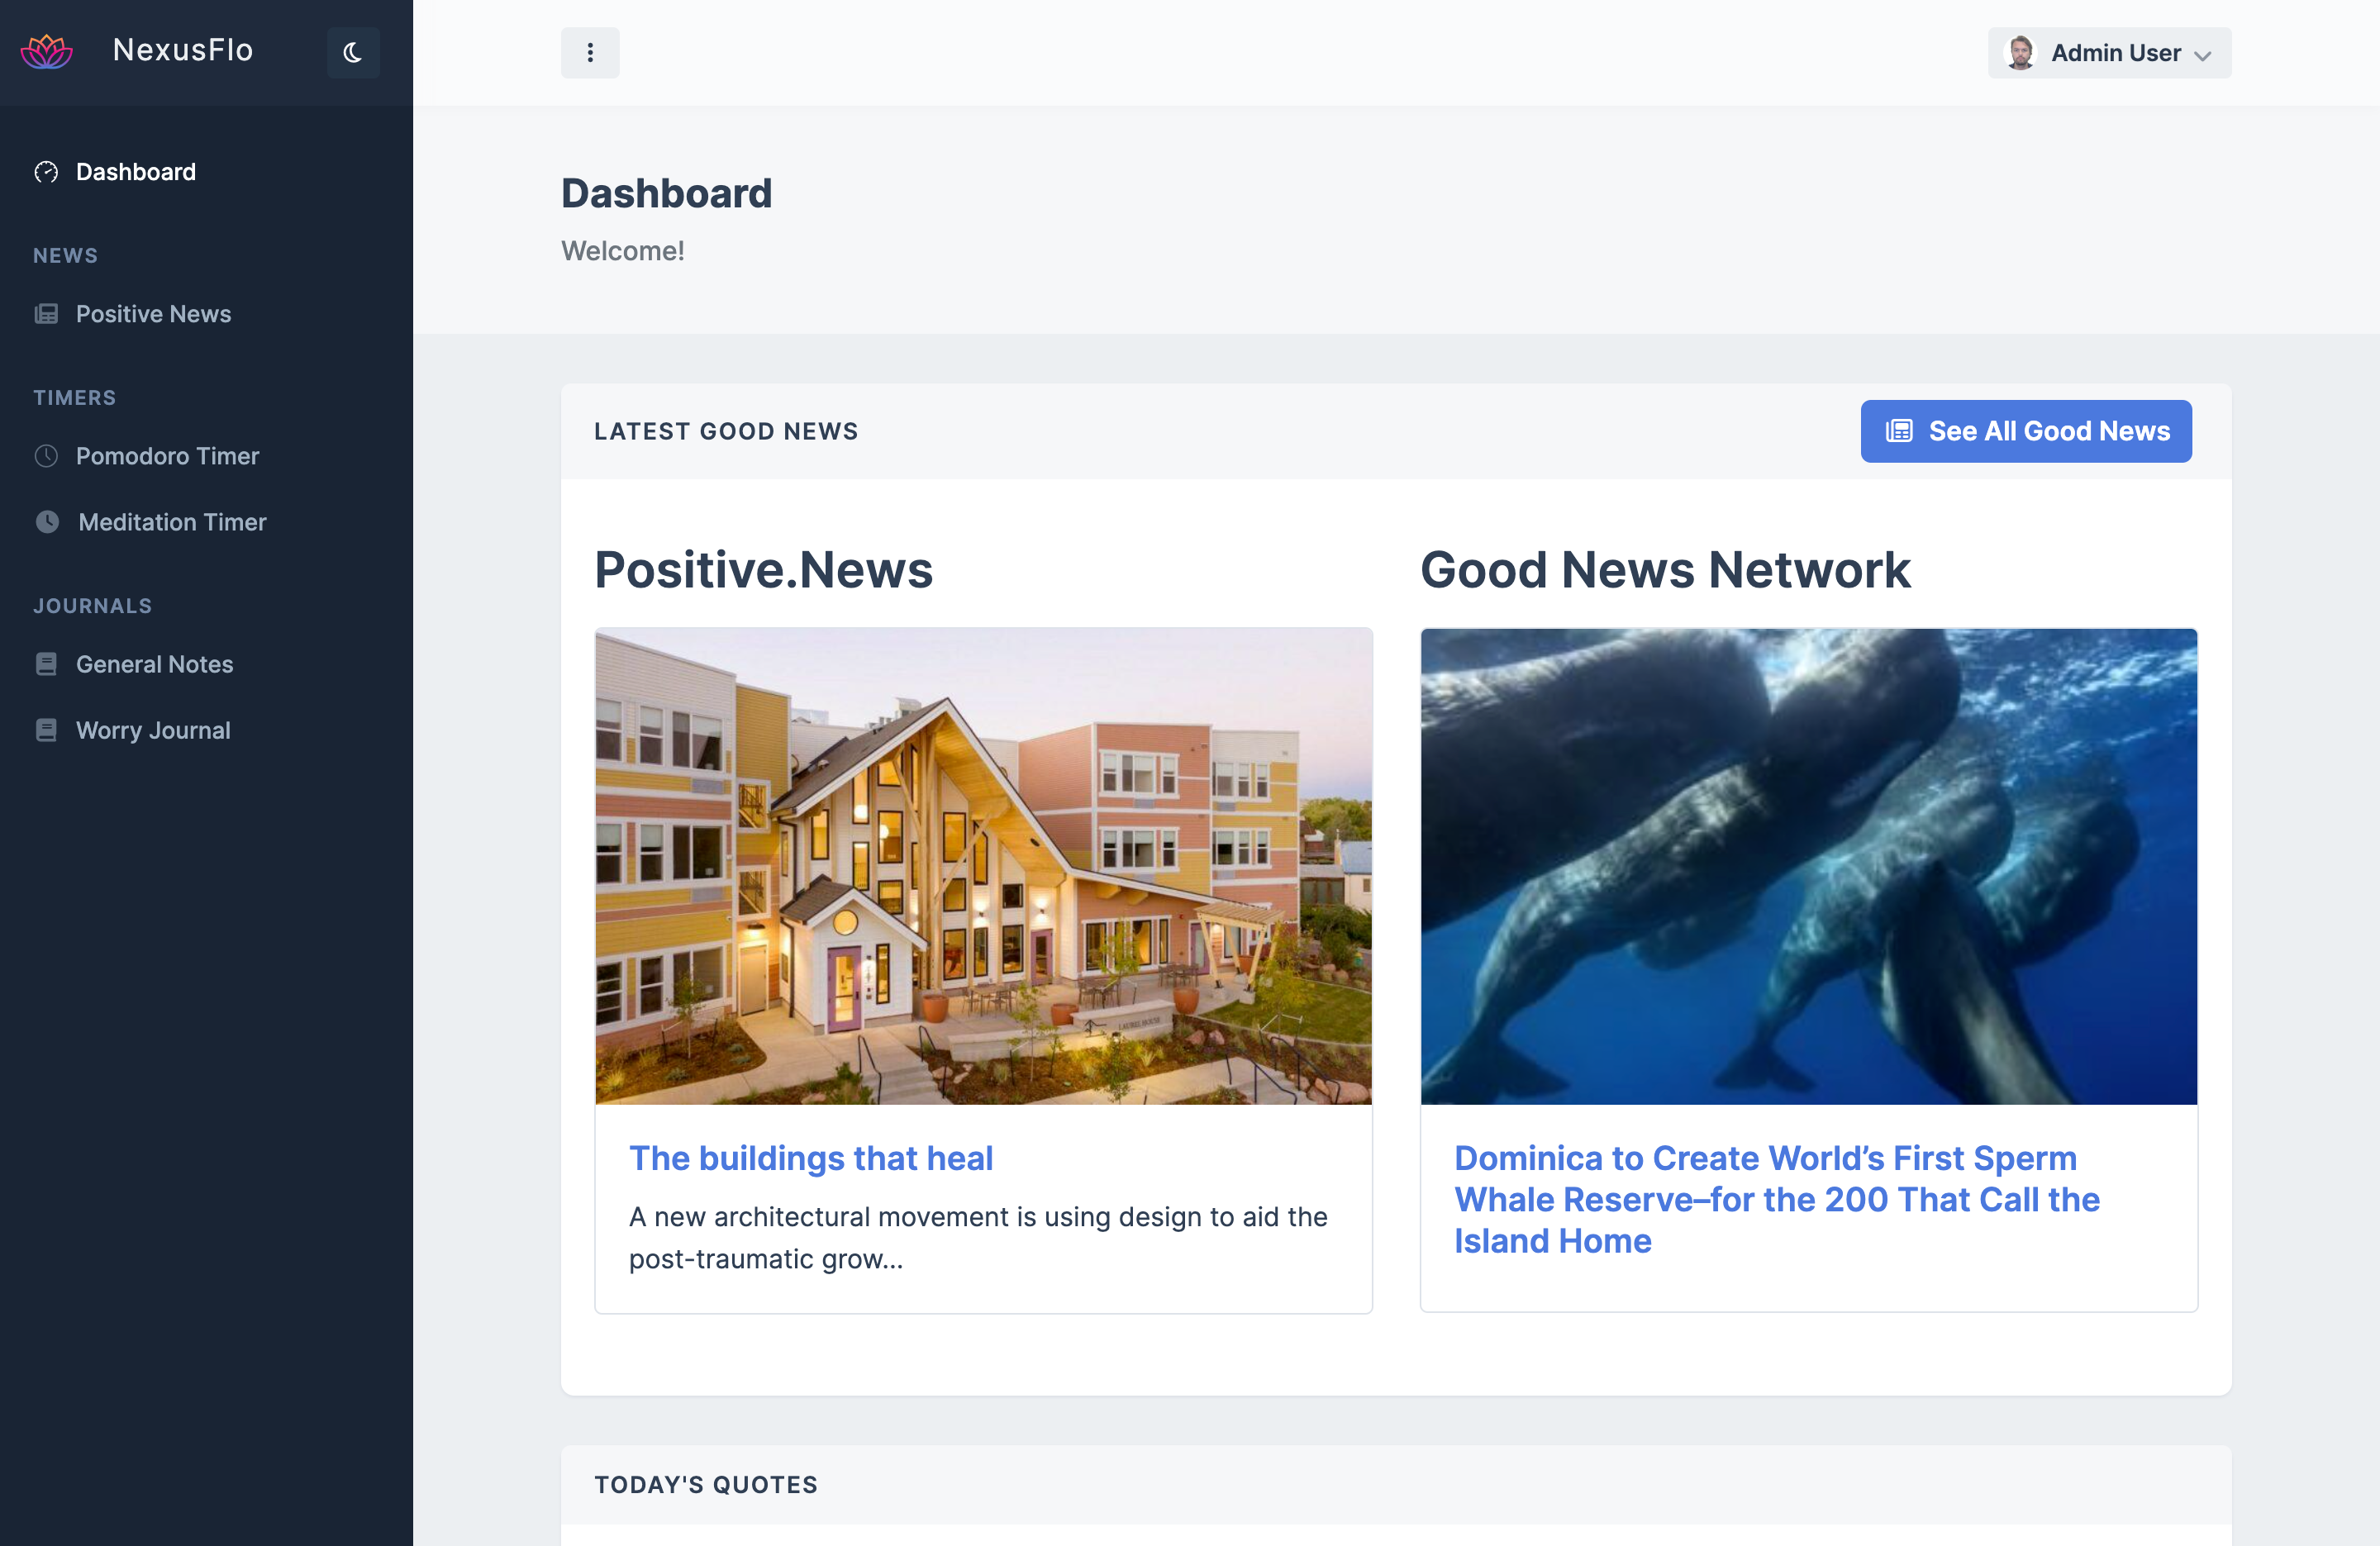 NexusFlo
Admin User
Dashboard
NEWS
Positive News
TIMERS
Pomodoro Timer
Meditation Timer
JOURNALS
General Notes
Worry Journal
Dashboard
Welcome!
LATEST GOOD NEWS
See All Good News
Positive.News
LAUREL HOUSE
The buildings that heal
A new architectural movement is using design to aid the
post-traumatic grow...
Good News Network
Dominica to Create World’s First Sperm
Whale Reserve–for the 200 That Call the
Island Home
TODAY'S QUOTES